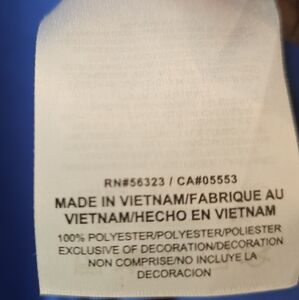 RN#56323 / CA#05553
MADE IN VIETNAM/FABRIQUE AU
VIETNAM/HECHO EN VIETNAM
100% POLYESTER/POLYESTER/POLIESTER
EXCLUSIVE OF DECORATION/DECORATION
NON COMPRISE/NO INCLUYE LA
DECORACION